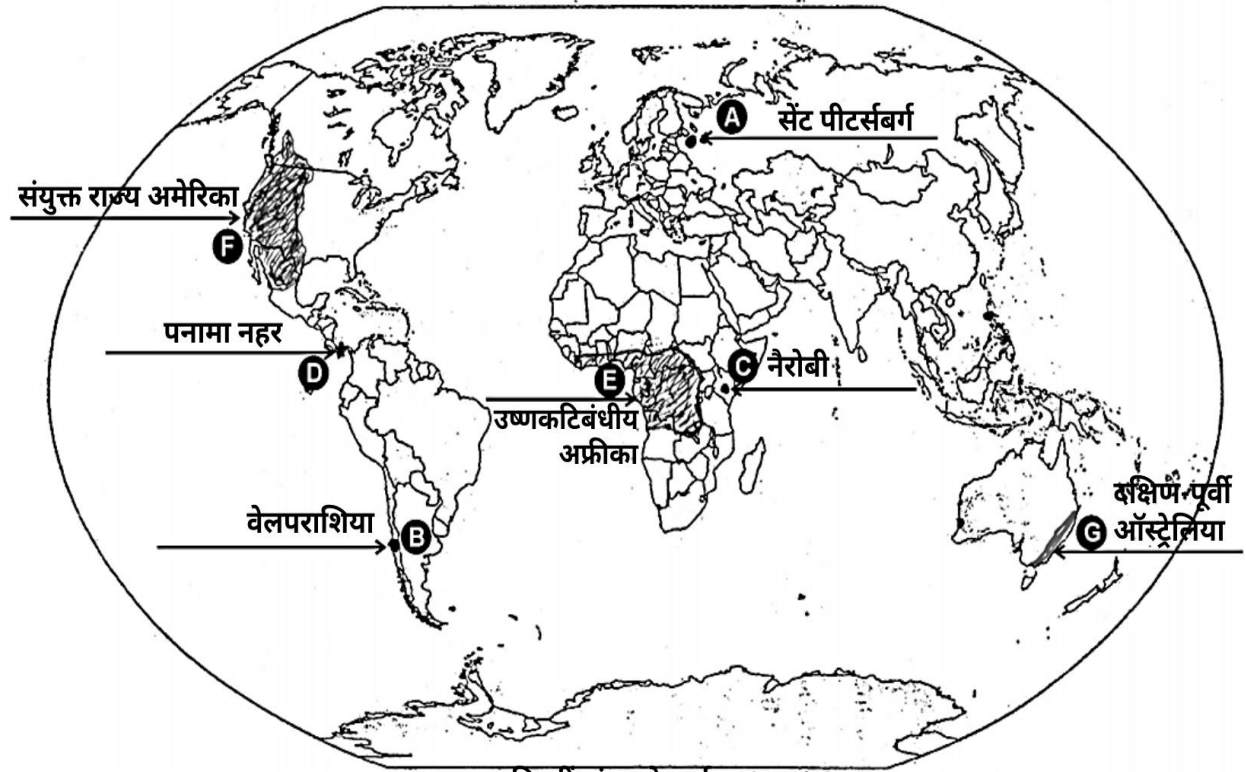 A
सेंट पीटर्सबर्ग
संयुक्त राज्य अमेरिका
F
पनामा नहर
D
C नैरोबी
E
उष्णकटिबंधीय
अफ्रीका
वेलपराशिया
B
दक्षिण-पूर्वी
G ऑस्ट्रेलिया